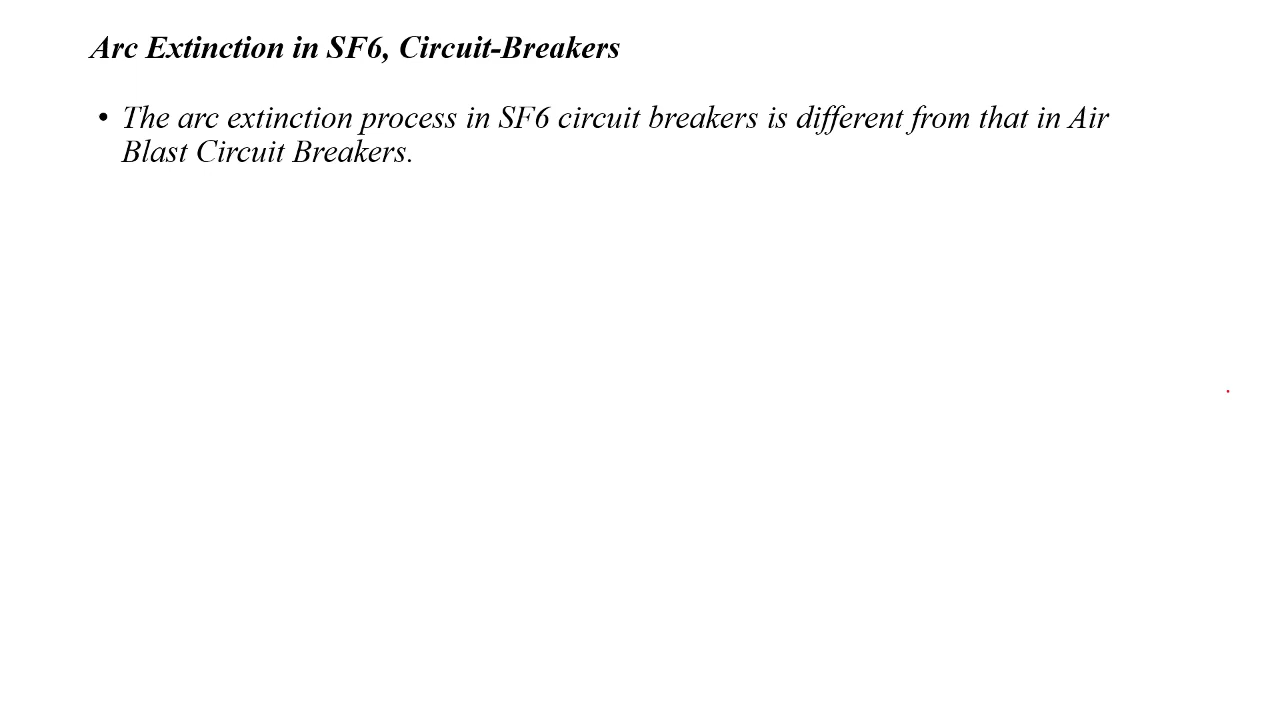 Arc Extinction in SF6, Circuit-Breakers
• The arc extinction process in SF6 circuit breakers is different from that in Air
Blast Circuit Breakers.